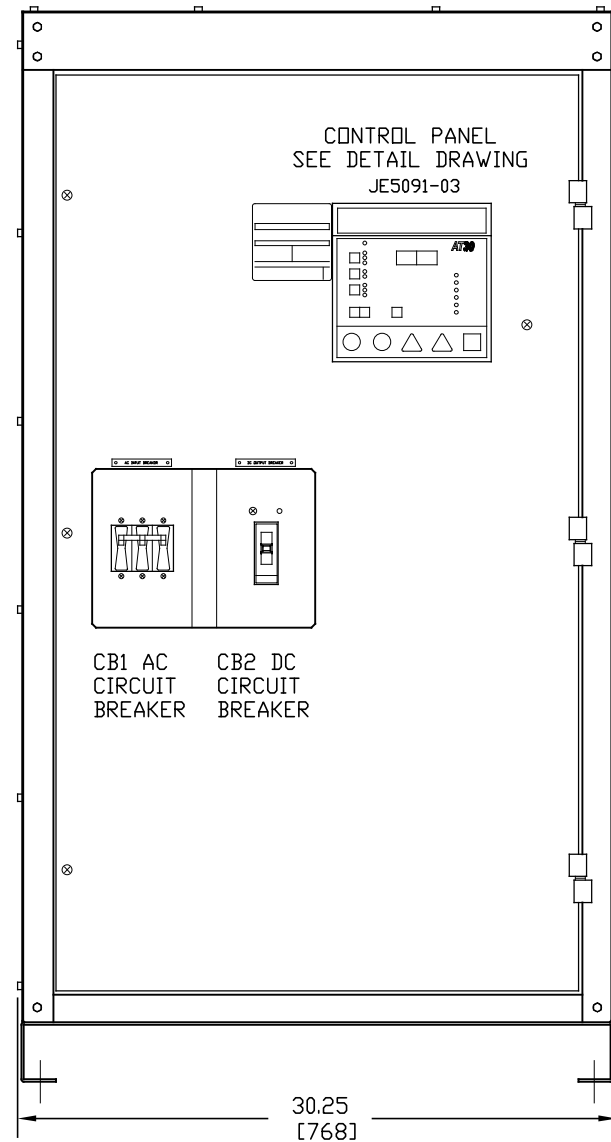 CONTROL PANEL
SEE DETAIL DRAWING
JE5091-03
AT30
AC INPUT BREAKER
DC OUTPUT BREAKER
CB1 AC
CIRCUIT
BREAKER
CB2 DC
CIRCUIT
BREAKER
30.25
[768]